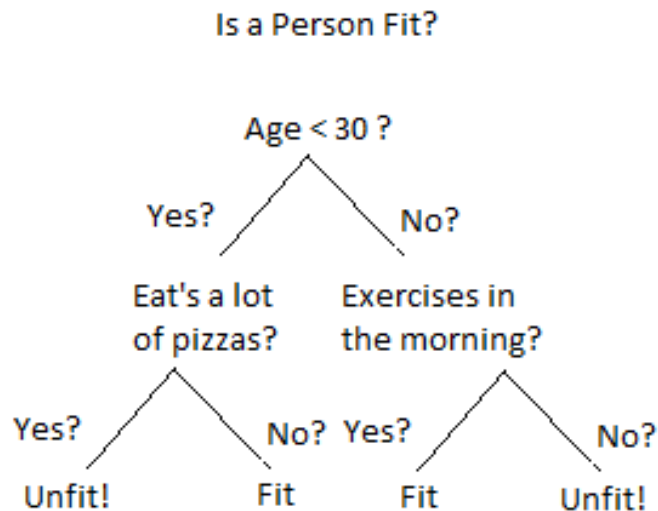 Is a Person Fit?
Age < 30 ?
Yes?
No?
Eat's a lot
of pizzas?
Exercises in
the morning?
Yes?
No?
Yes?
No?
Unfit!
Fit
Fit
Unfit!